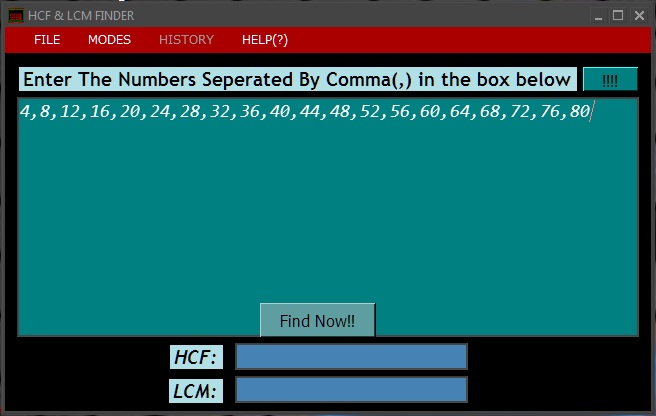 HCF & LCM FINDER
FILE MODES HISTORY HELP(?)
Enter The Numbers Seperated By Comma(,) in the box below !!!!
4,8,12,16,20,24,28,32,36,40,44,48,52,56,60,64,68,72,76,80
Find Now!!
HCF:
LCM: